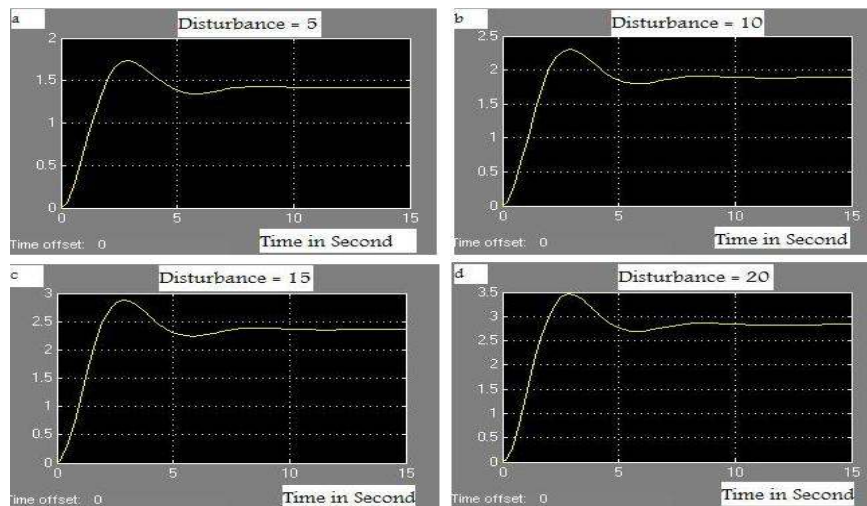 a
Disturbance = 5
2
1.5
1
0.5
0
0 5 10 15
Time offset: 0
Time in Second
b
Disturbance = 10
2.5
2
1.5
1
0.5
0
0 5 10 15
Time offset: 0
Time in Second
c
Disturbance = 15
3
2.5
2
1.5
1
0.5
0
0 5 10 15
Time offset: 0
Time in Second
d
Disturbance = 20
3.5
3
2.5
2
1.5
1
0.5
0
0 5 10 15
Time offset: 0
Time in Second